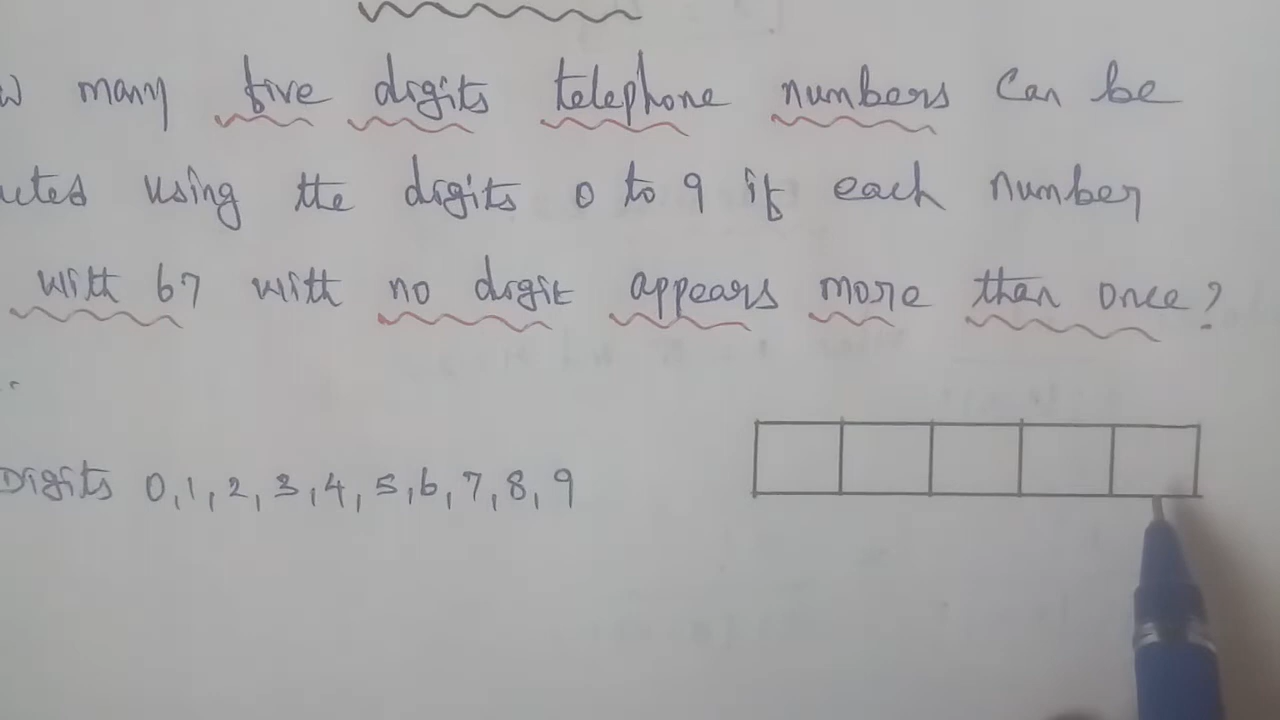 many five digits telephone numbers can be
using the digits 0 to 9 if each number
with 67 with no digit appears more than once?
Digits 0,1,2,3,4,5,6,7,8,9